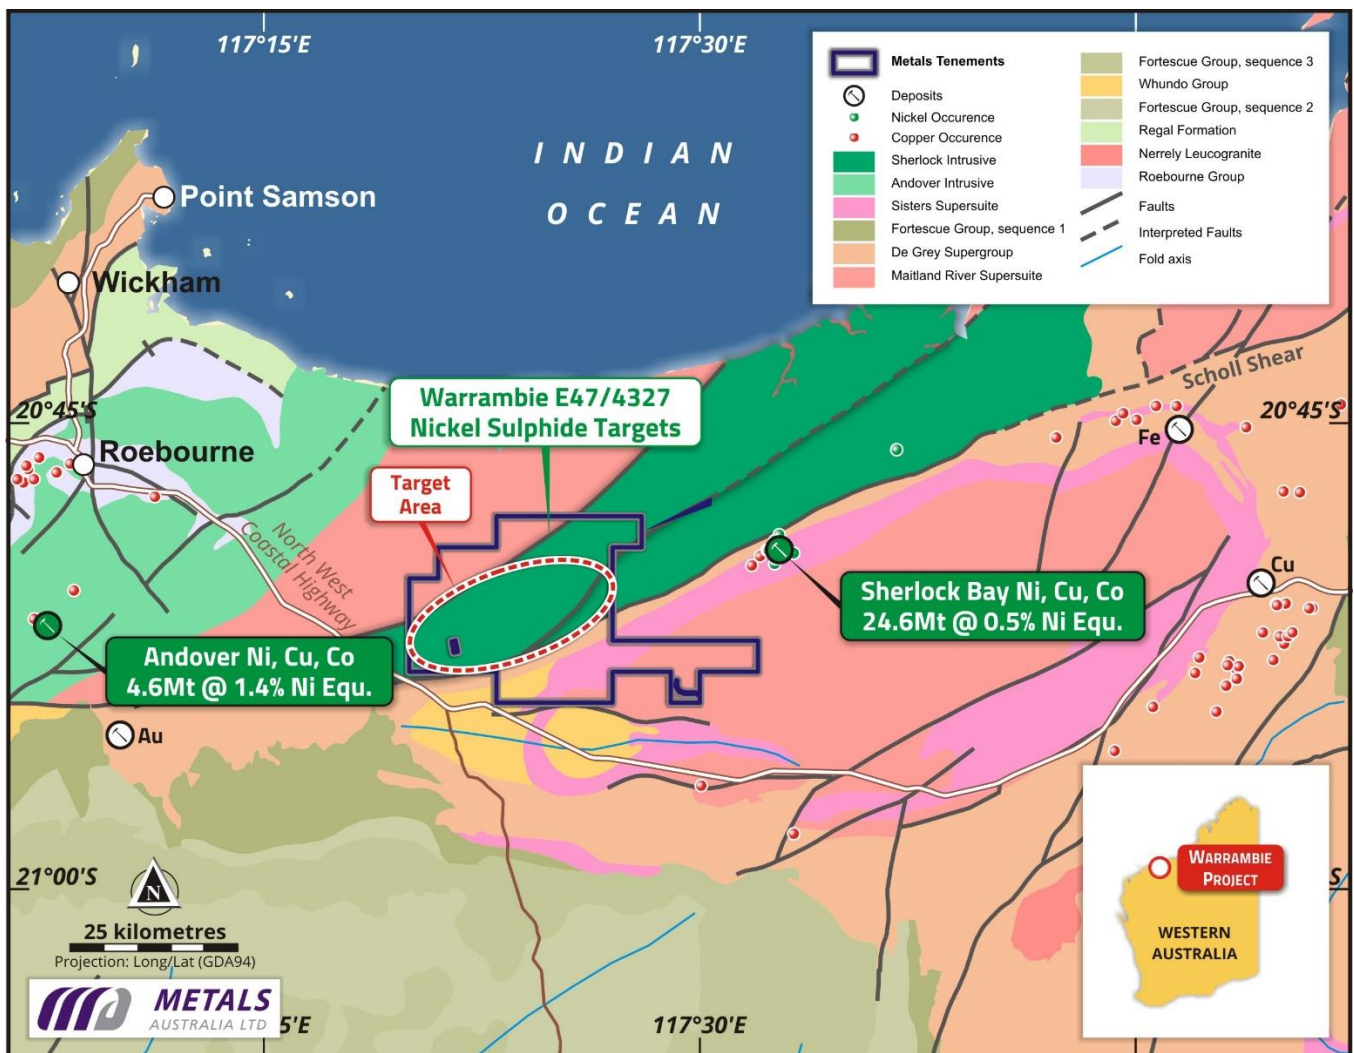 117°15'E
117°30'E
INDIAN
OCEAN
Metals Tenements
Deposits
Nickel Occurence
Copper Occurence
Sherlock Intrusive
Andover Intrusive
Sisters Supersuite
Fortescue Group, sequence 1
De Grey Supergroup
Maitland River Supersuite
Fortescue Group, sequence 3
Whundo Group
Fortescue Group, sequence 2
Regal Formation
Nerrely Leucogranite
Roebourne Group
Faults
Interpreted Faults
Fold axis
Point Samson
Wickham
Scholl Shear
20°45'S
20°45'S
Warrambie E47/4327
Nickel Sulphide Targets
Fe
Roebourne
Target
Area
North West
Coastal Highway
Cu
Sherlock Bay Ni, Cu, Co
24.6Mt @ 0.5% Ni Equ.
Andover Ni, Cu, Co
4.6Mt @ 1.4% Ni Equ.
Au
21°00'S
S
N
25 kilometres
Projection: Long/Lat (GDA94)
METALS
AUSTRALIA LTD
5'E
117°30'E
WARRAMBIE
PROJECT
WESTERN
AUSTRALIA